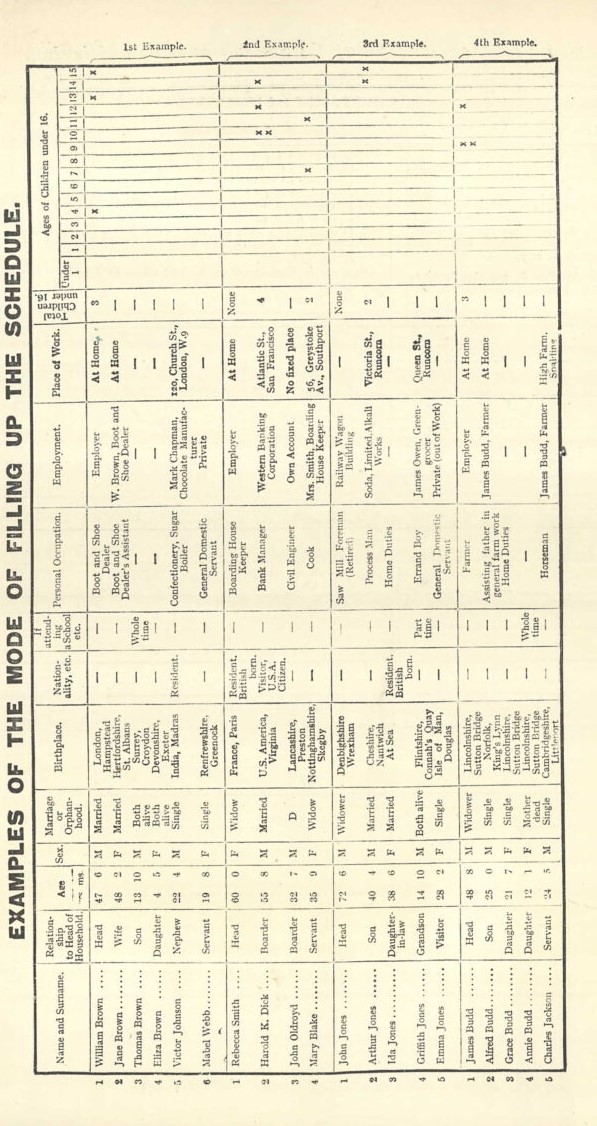 EXAMPLES OF THE MODE OF FILLING UP THE SCHEDULE.
Name and Surname. | Relationship to Head of Household. | Age ms. | Sex. | Marriage or Orphanhood. | Birthplace. | Nationality, etc. | If attending a School etc. | Personal Occupation. | Employment. | Place of Work. | Total Children under 16. | Ages of Children under 16. Under 1 | 1 | 2 | 3 | 4 | 5 | 6 | 7 | 8 | 9 | 10 | 11 | 12 | 13 | 14 | 15
1st Example.
1 William Brown .... | Head | 47 6 | M | Married | London, Hampstead | — | — | Boot and Shoe Dealer | Employer | At Home, | 3 | x x x
2 Jane Brown ........ | Wife | 48 2 | F | Married | Hertfordshire, St. Albans | — | — | Boot and Shoe Dealer's Assistant | W. Brown, Boot and Shoe Dealer | At Home | —
3 Thomas Brown .... | Son | 13 10 | M | Both alive | Surrey, Croydon | — | Whole time | — | — | — | —
4 Eliza Brown ...... | Daughter | 4 5 | F | Both alive | Devonshire, Exeter | — | — | — | — | — | —
5 Victor Johnson .... | Nephew | 22 4 | M | Single | India, Madras | Resident. | — | Confectionery, Sugar Boiler | Mark Chapman, Chocolate Manufacturer | 120, Church St., London, W.9 | —
6 Mabel Webb........ | Servant | 19 8 | F | Single | Renfrewshire, Greenock | — | — | General Domestic Servant | Private | — | —
2nd Example.
1 Rebecca Smith .... | Head | 60 0 | F | Widow | France, Paris | Resident. British born. | — | Boarding House Keeper | Employer | At Home | None
2 Harold K. Dick .... | Boarder | 55 8 | M | Married | U.S. America, Virginia | Visitor, U.S.A. Citizen. | — | Bank Manager | Western Banking Corporation | Atlantic St., San Francisco | 4 | x x x x
3 John Oldroyd ...... | Boarder | 32 7 | M | D | Lancashire, Preston | — | — | Civil Engineer | Own Account | No fixed place | —
4 Mary Blake ........ | Servant | 35 9 | F | Widow | Nottinghamshire, Skegby | — | — | Cook | Mrs. Smith, Boarding House Keeper | 56, Greystoke Av., Southport | 2 | x x
3rd Example.
1 John Jones ........ | Head | 72 6 | M | Widower | Denbighshire Wrexham | — | — | Saw Mill Foreman (Retired) | Railway Wagon Building | — | None
2 Arthur Jones ...... | Son | 40 4 | M | Married | Cheshire, Nantwich | — | — | Process Man | Soda, Limited, Alkali Works | Victoria St., Runcorn | 2 | x x
3 Ida Jones.......... | Daughter-in-law | 38 6 | F | Married | At Sea | Resident. British born. | — | Home Duties | — | — | —
4 Griffith Jones ...... | Grandson | 14 10 | M | Both alive | Flintshire, Connah's Quay | — | Part time | Errand Boy | James Owen, Greengrocer | Queen St., Runcorn | —
5 Emma Jones ...... | Visitor | 28 2 | F | Single | Isle of Man, Douglas | — | — | General Domestic Servant | Private (out of Work) | — | —
4th Example.
1 James Budd ...... | Head | 48 8 | M | Widower | Lincolnshire, Sutton Bridge | — | — | Farmer | Employer | At Home | 3 | x x x
2 Alfred Budd........ | Son | 25 0 | M | Single | Norfolk, King's Lynn | — | — | Assisting father in general farm work | James Budd, Farmer | At Home | —
3 Grace Budd ........ | Daughter | 21 7 | F | Single | Lincolnshire, Sutton Bridge | — | — | Home Duties | — | — | —
4 Annie Budd ........ | Daughter | 12 1 | F | Mother dead | Lincolnshire, Sutton Bridge | — | Whole time | — | — | — | —
5 Charles Jackson .... | Servant | 24 5 | M | Single | Cambridgeshire, Littleport | — | — | Horseman | James Budd, Farmer | High Farm, Spalding | —